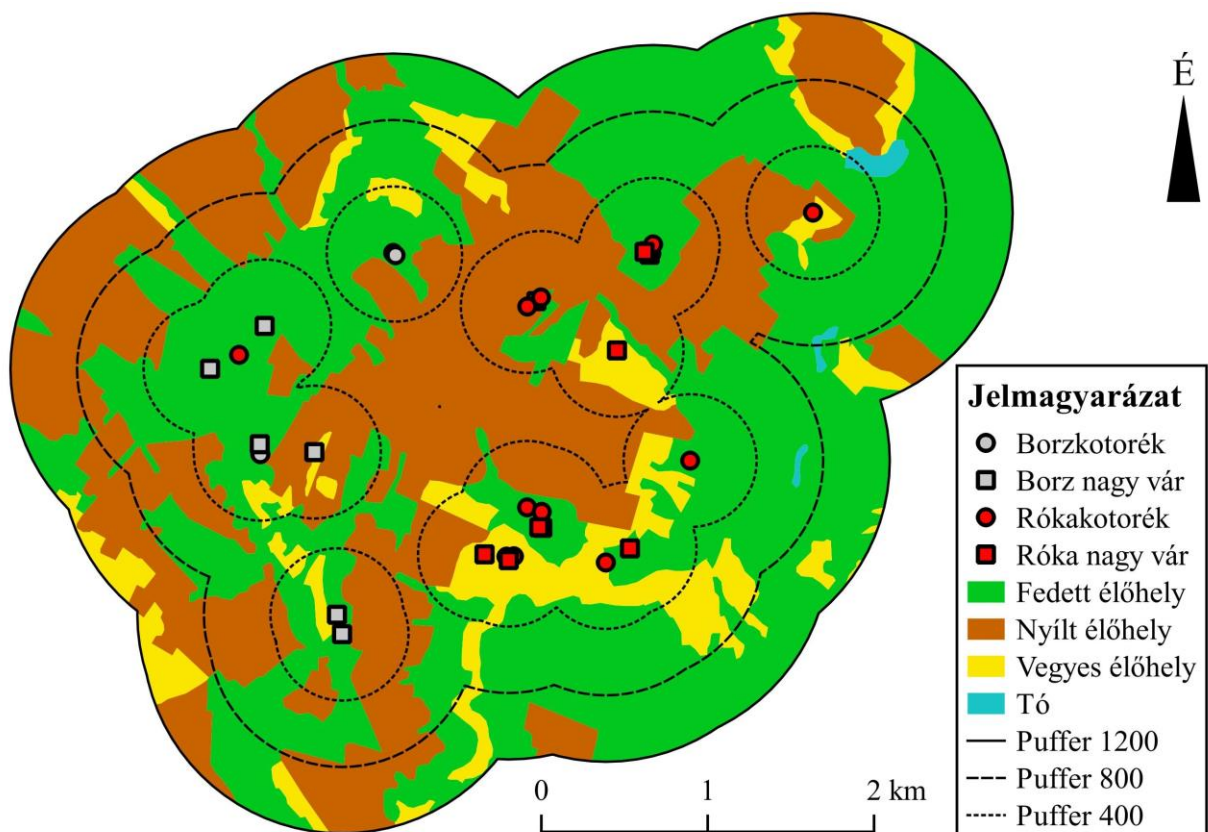 É
Jelmagyarázat
Borzkotorék
Borz nagy vár
Rókakotorék
Róka nagy vár
Fedett élőhely
Nyílt élőhely
Vegyes élőhely
Tó
Puffer 1200
Puffer 800
Puffer 400
0 1 2 km